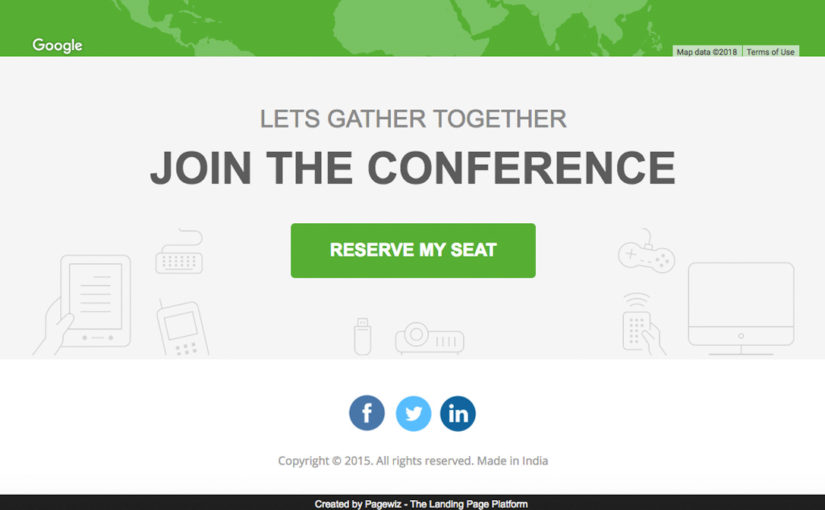 Google
Map data ©2018 Terms of Use
LETS GATHER TOGETHER
JOIN THE CONFERENCE
RESERVE MY SEAT
f in
Copyright © 2015. All rights reserved. Made in India
Created by Pagewiz - The Landing Page Platform